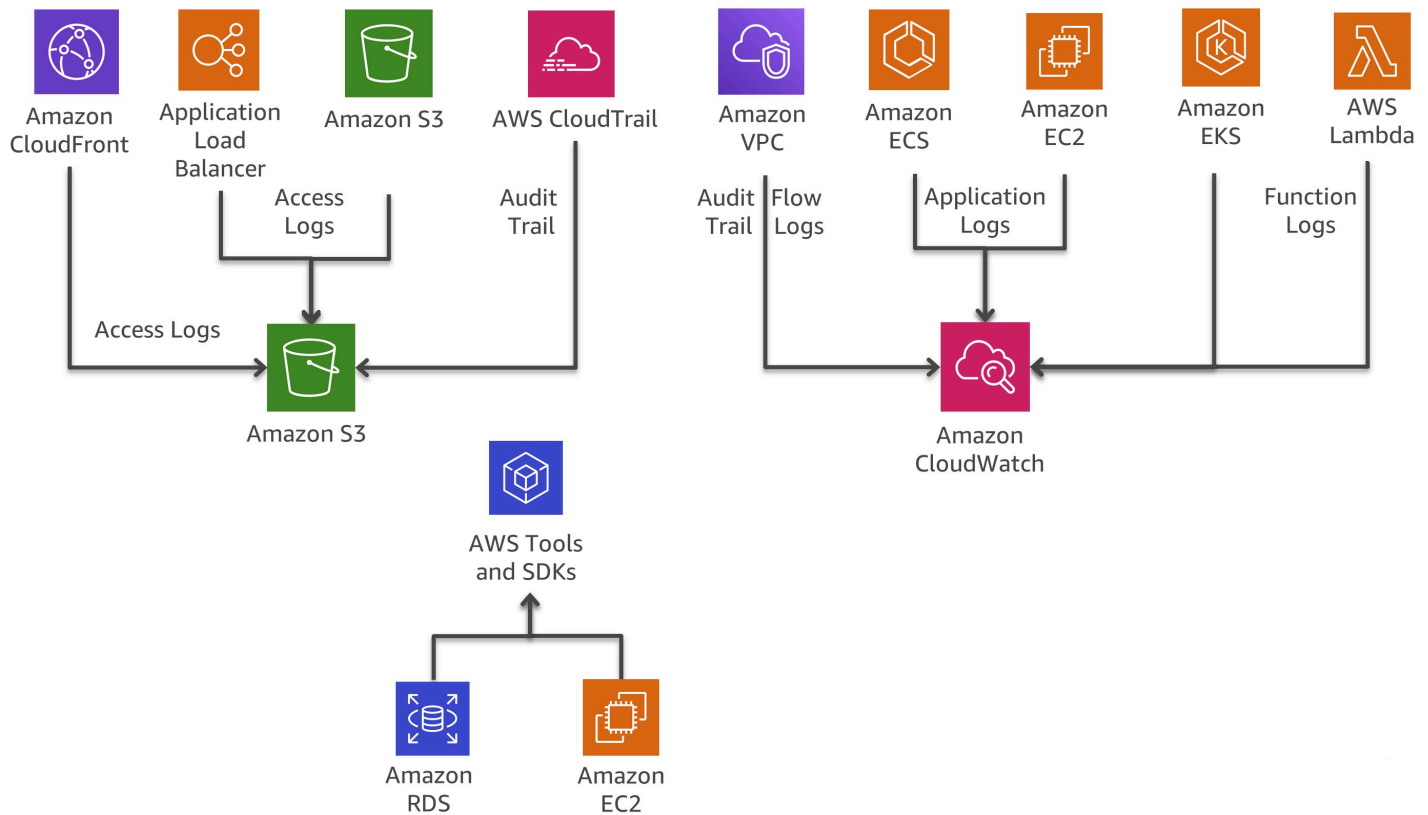 Amazon
CloudFront
Application
Load
Balancer
Amazon S3
AWS CloudTrail
Amazon
VPC
Amazon
ECS
Amazon
EC2
K
Amazon
EKS
AWS
Lambda
Access
Logs
Audit
Trail
Audit
Trail
Flow
Logs
Application
Logs
Function
Logs
Access Logs
Amazon S3
Amazon
CloudWatch
AWS Tools
and SDKs
Amazon
RDS
Amazon
EC2